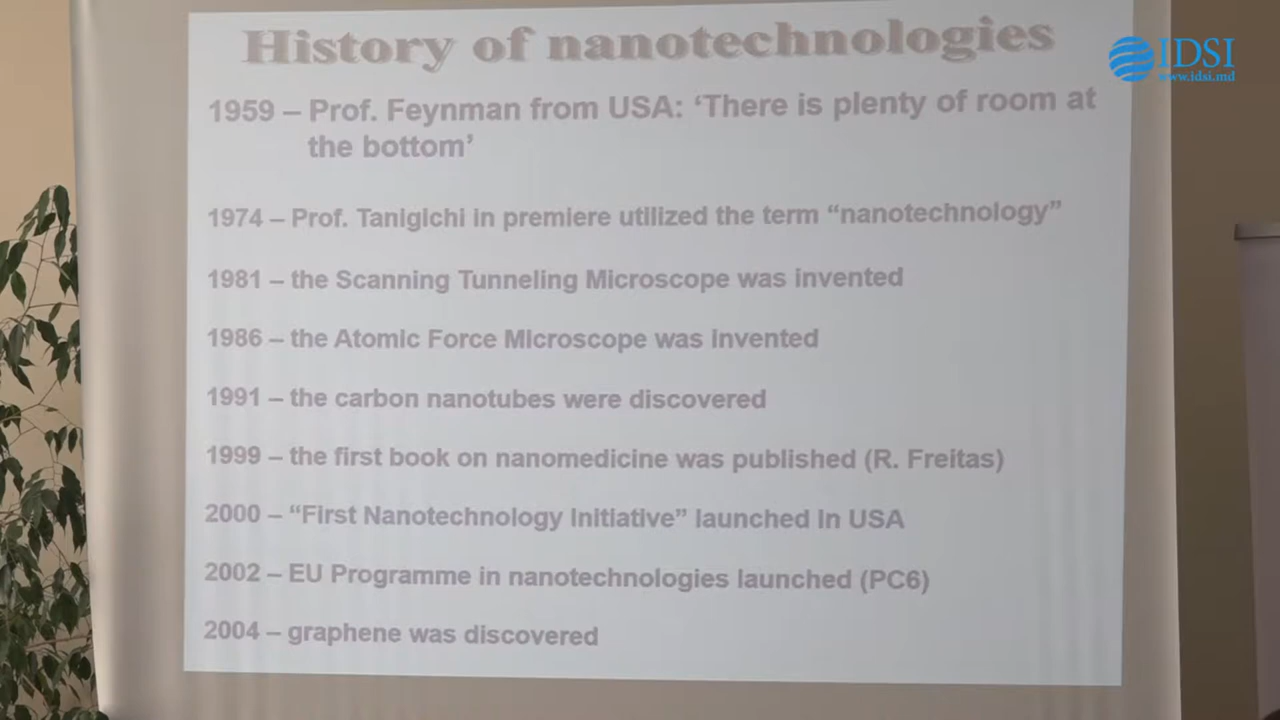 History of nanotechnologies
IDSI
www.idsi.md
1959 – Prof. Feynman from USA: ‘There is plenty of room at
the bottom’
1974 – Prof. Tanigichi in premiere utilized the term “nanotechnology”
1981 – the Scanning Tunneling Microscope was invented
1986 – the Atomic Force Microscope was invented
1991 – the carbon nanotubes were discovered
1999 – the first book on nanomedicine was published (R. Freitas)
2000 – “First Nanotechnology Initiative” launched in USA
2002 – EU Programme in nanotechnologies launched (PC6)
2004 – graphene was discovered